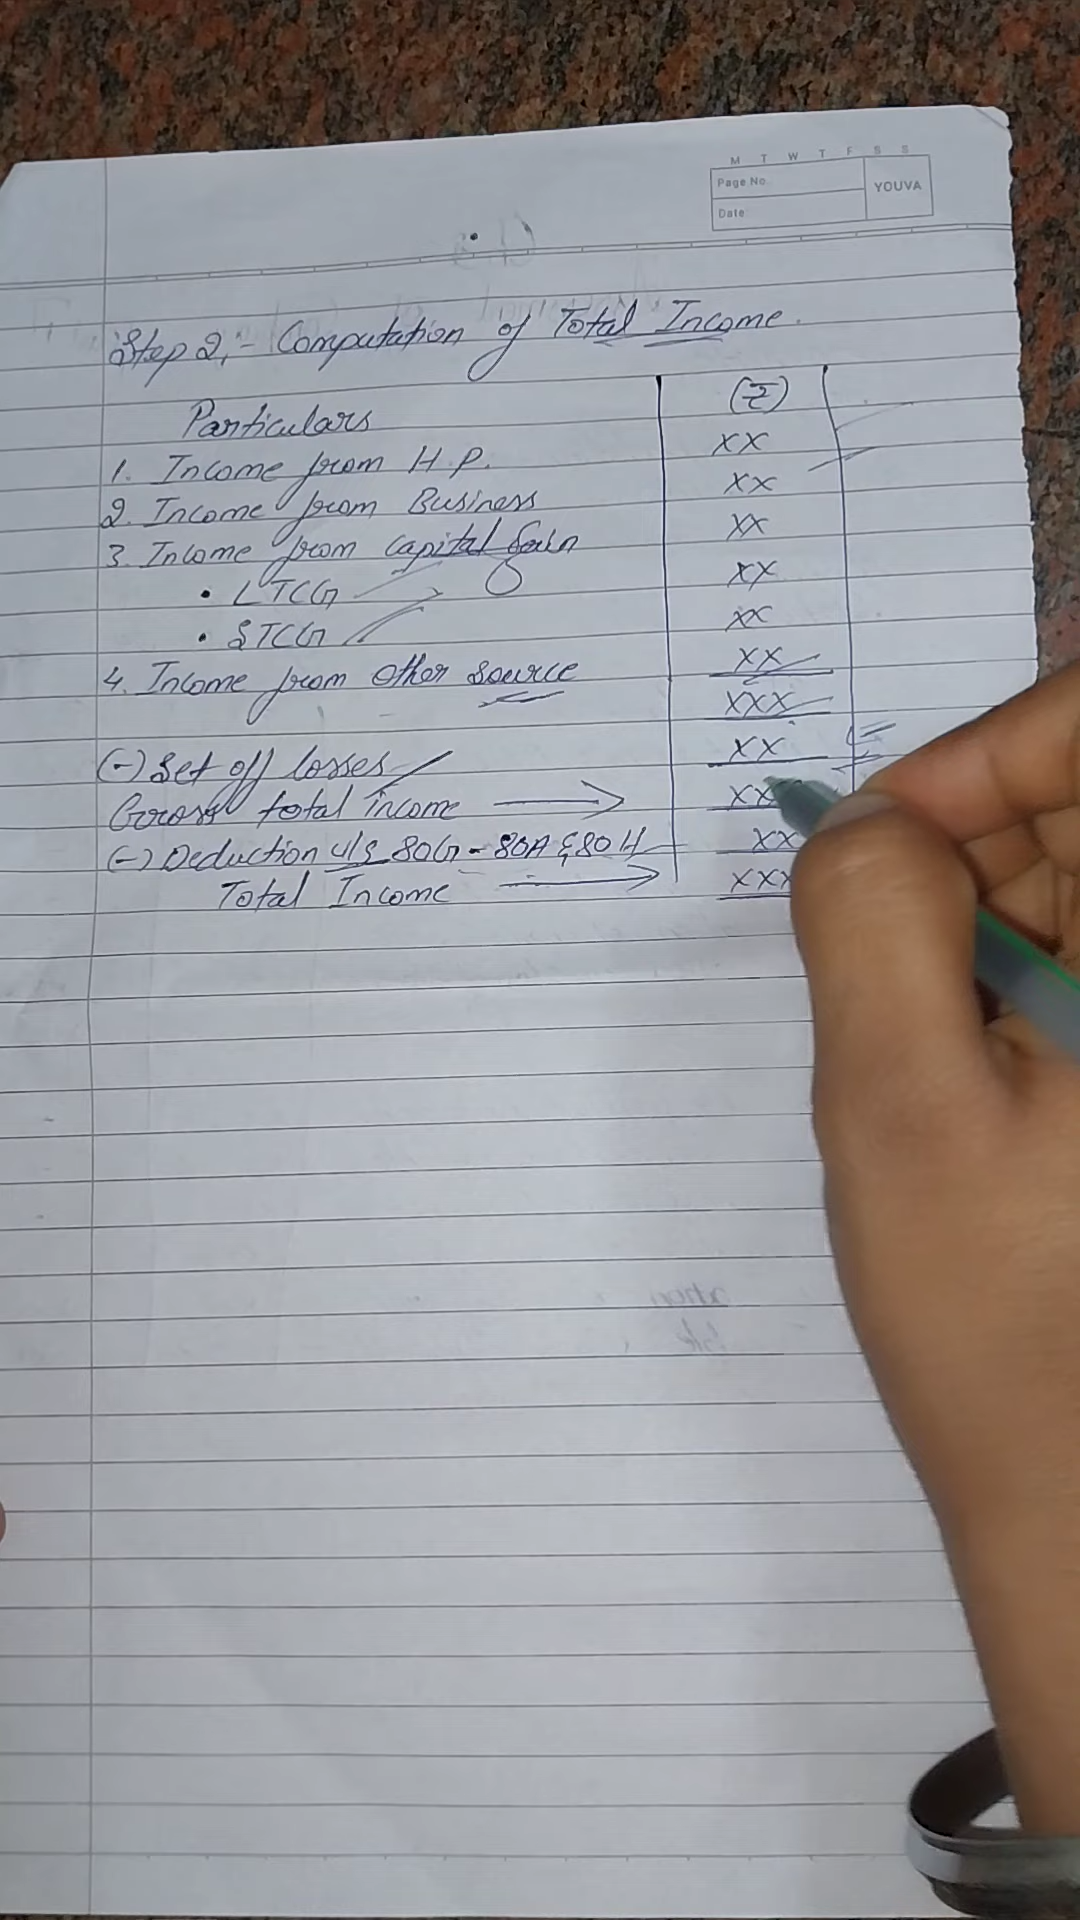 M T W T F S S
Page No.
YOUVA
Date:
Step 2:- Computation of Total Income.
Particulars (₹)
1. Income from H.P. XX
2. Income from Business XX
3. Income from Capital Gain XX
• LTCG XX
• STCG XX
4. Income from Other Source XX
XXX
(-) Set off losses XX
Gross total income → XX
(-) Deduction u/s 80G - 80A & 80H XX
Total Income → XXX